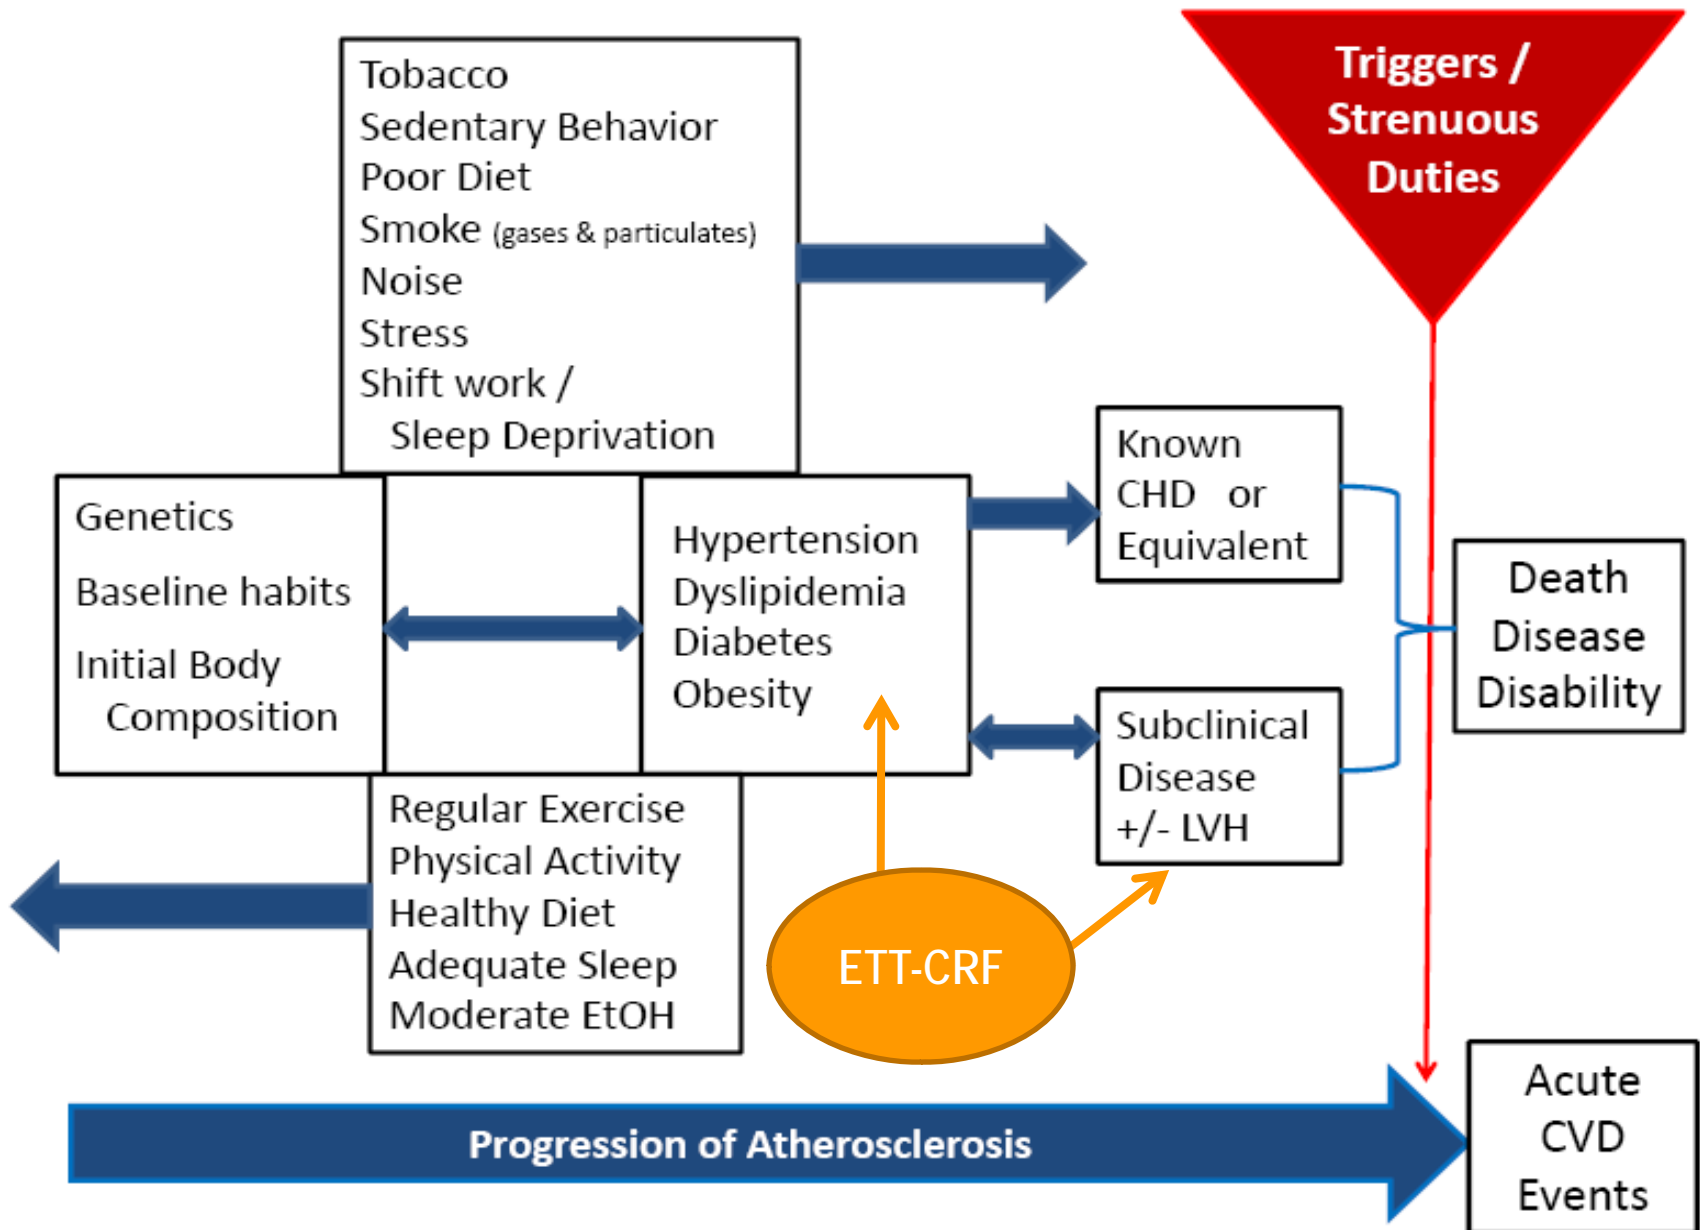 Tobacco
Sedentary Behavior
Poor Diet
Smoke (gases & particulates)
Noise
Stress
Shift work /
Sleep Deprivation
Triggers /
Strenuous
Duties
Genetics
Baseline habits
Initial Body
Composition
Hypertension
Dyslipidemia
Diabetes
Obesity
Known
CHD or
Equivalent
Subclinical
Disease
+/- LVH
Death
Disease
Disability
Regular Exercise
Physical Activity
Healthy Diet
Adequate Sleep
Moderate EtOH
ETT-CRF
Progression of Atherosclerosis
Acute
CVD
Events